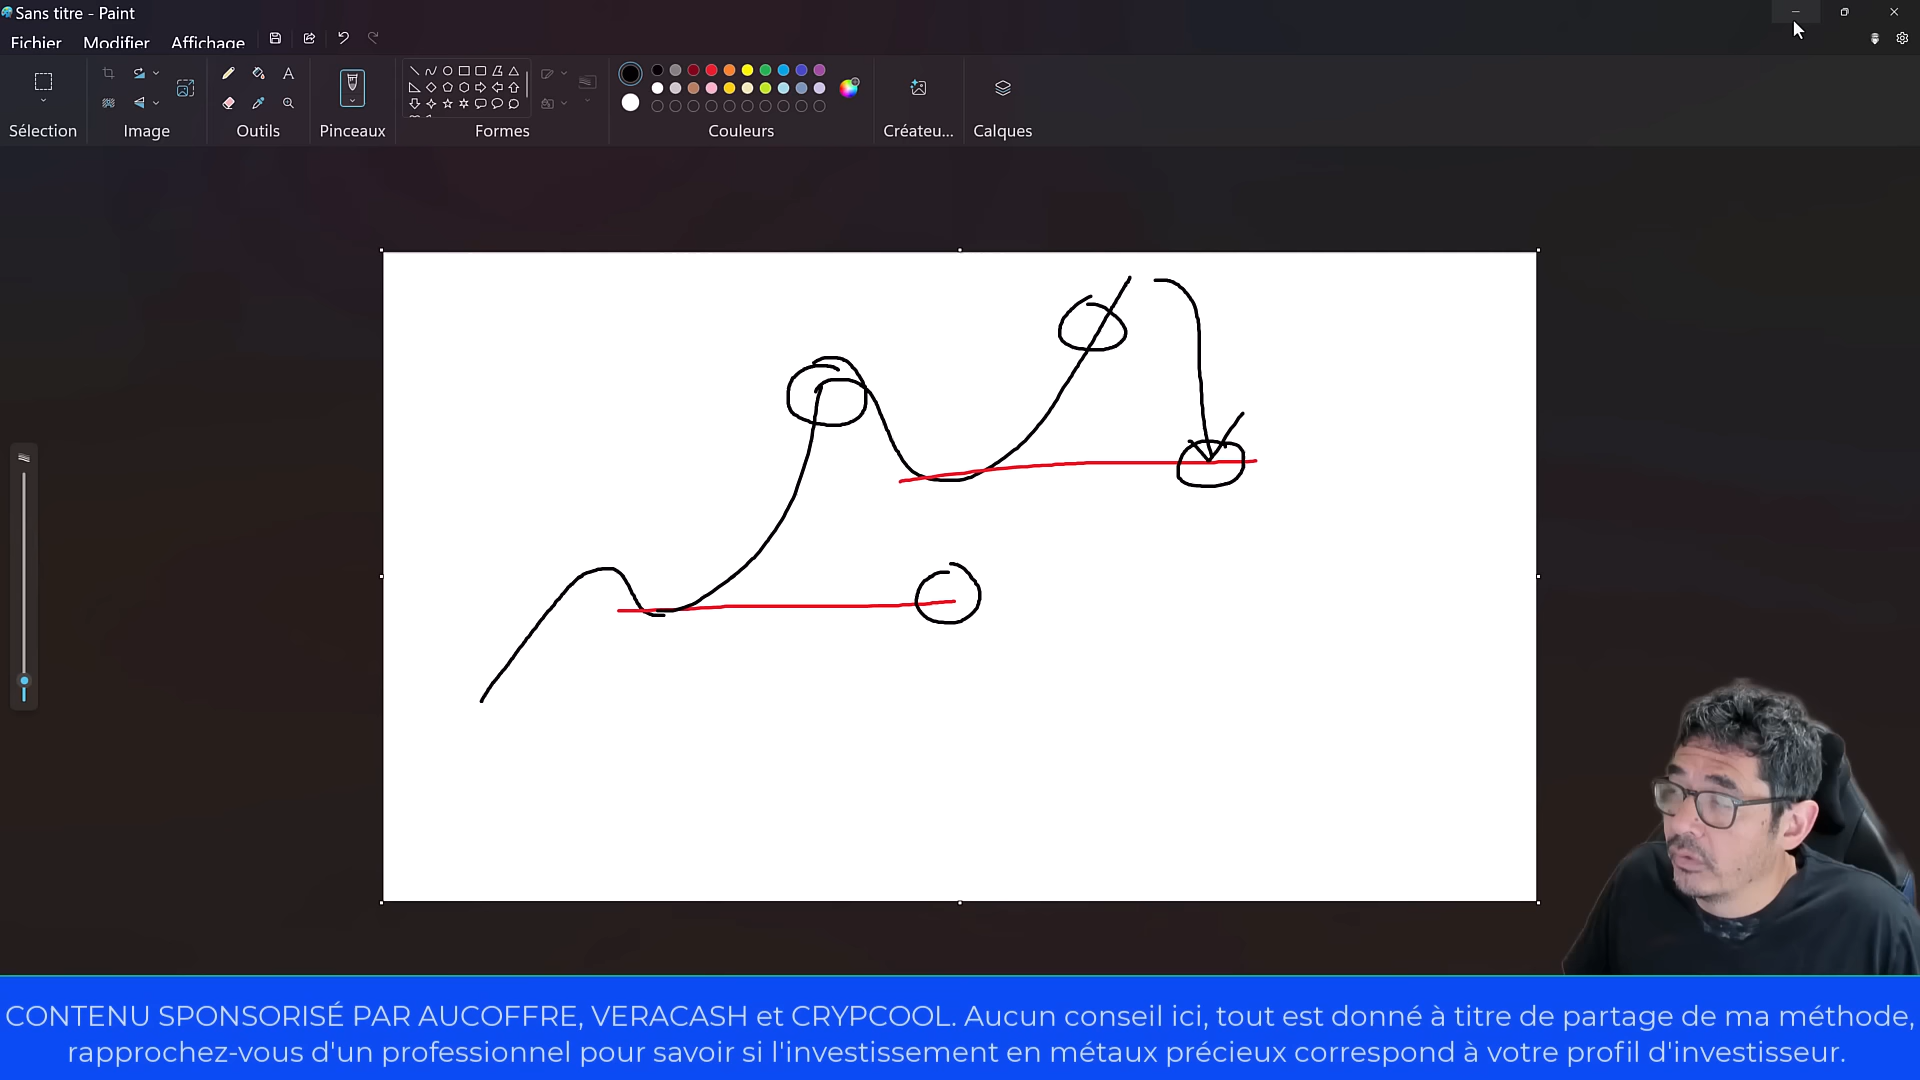 Sans titre - Paint
Fichier Modifier Affichage
Sélection Image Outils Pinceaux Formes Couleurs Créateu... Calques
CONTENU SPONSORISÉ PAR AUCOFFRE, VERACASH et CRYPCOOL. Aucun conseil ici, tout est donné à titre de partage de ma méthode,
rapprochez-vous d'un professionnel pour savoir si l'investissement en métaux précieux correspond à votre profil d'investisseur.